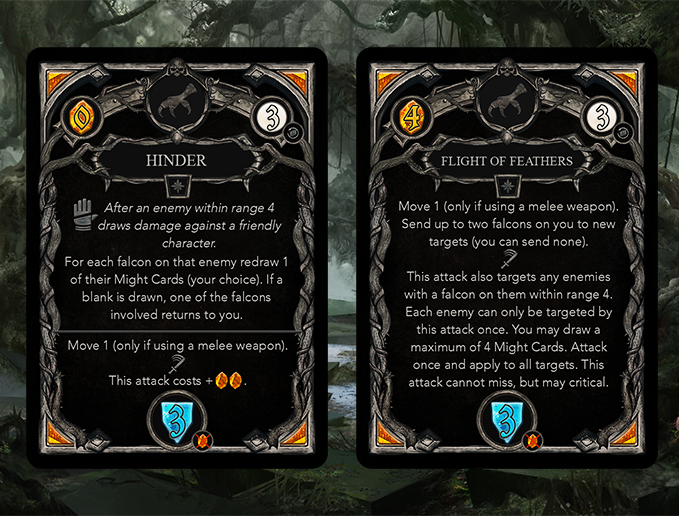 0
3
HINDER
After an enemy within range 4
draws damage against a friendly
character.
For each falcon on that enemy redraw 1
of their Might Cards (your choice). If a
blank is drawn, one of the falcons
involved returns to you.
Move 1 (only if using a melee weapon).
This attack costs + .
3
4
3
FLIGHT OF FEATHERS
Move 1 (only if using a melee weapon).
Send up to two falcons on you to new
targets (you can send none).
This attack also targets any enemies
with a falcon on them within range 4.
Each enemy can only be targeted by
this attack once. You may draw a
maximum of 4 Might Cards. Attack
once and apply to all targets. This
attack cannot miss, but may critical.
3